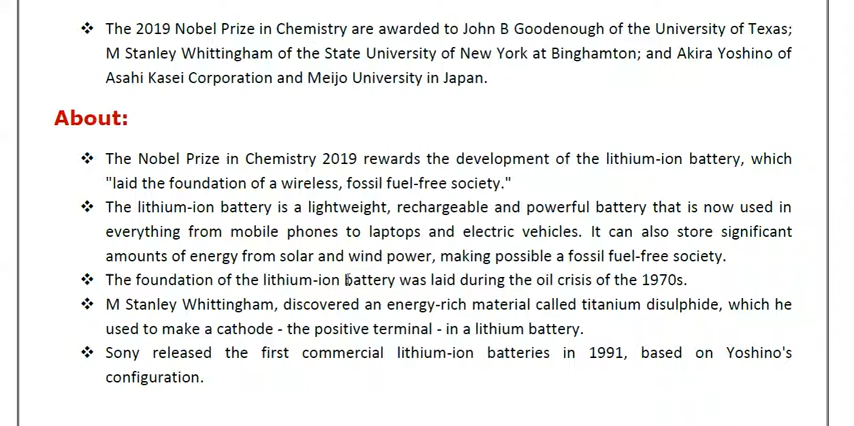 ❖ The 2019 Nobel Prize in Chemistry are awarded to John B Goodenough of the University of Texas;
M Stanley Whittingham of the State University of New York at Binghamton; and Akira Yoshino of
Asahi Kasei Corporation and Meijo University in Japan.
About:
❖ The Nobel Prize in Chemistry 2019 rewards the development of the lithium-ion battery, which
"laid the foundation of a wireless, fossil fuel-free society."
❖ The lithium-ion battery is a lightweight, rechargeable and powerful battery that is now used in
everything from mobile phones to laptops and electric vehicles. It can also store significant
amounts of energy from solar and wind power, making possible a fossil fuel-free society.
❖ The foundation of the lithium-ion battery was laid during the oil crisis of the 1970s.
❖ M Stanley Whittingham, discovered an energy-rich material called titanium disulphide, which he
used to make a cathode - the positive terminal - in a lithium battery.
❖ Sony released the first commercial lithium-ion batteries in 1991, based on Yoshino's
configuration.